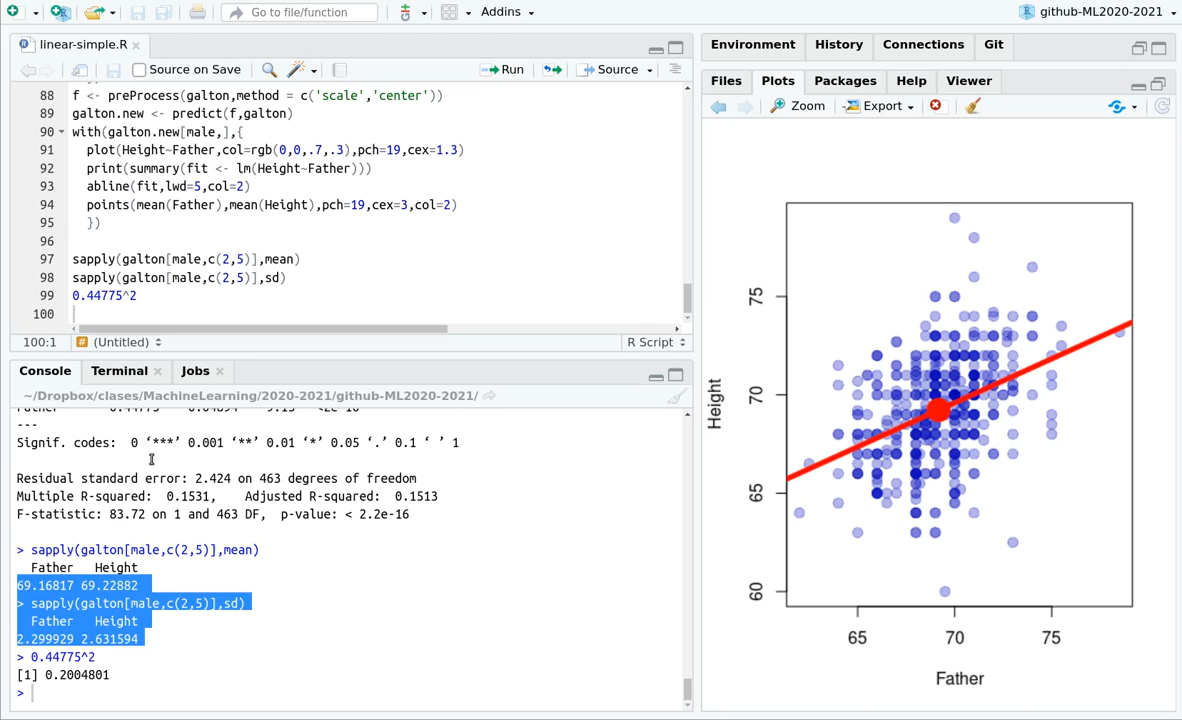 Go to file/function
Addins
github-ML2020-2021
linear-simple.R
Source on Save
Run
Source
88 f <- preProcess(galton,method = c('scale','center'))
89 galton.new <- predict(f,galton)
90 with(galton.new[male,],{
91 plot(Height~Father,col=rgb(0,0,.7,.3),pch=19,cex=1.3)
92 print(summary(fit <- lm(Height~Father)))
93 abline(fit,lwd=5,col=2)
94 points(mean(Father),mean(Height),pch=19,cex=3,col=2)
95 })
96
97 sapply(galton[male,c(2,5)],mean)
98 sapply(galton[male,c(2,5)],sd)
99 0.44775^2
100
100:1 # (Untitled) R Script
Console Terminal Jobs
~/Dropbox/clases/MachineLearning/2020-2021/github-ML2020-2021/
---
Signif. codes:  0 ‘***’ 0.001 ‘**’ 0.01 ‘*’ 0.05 ‘.’ 0.1 ‘ ’ 1
Residual standard error: 2.424 on 463 degrees of freedom
Multiple R-squared:  0.1531,    Adjusted R-squared:  0.1513
F-statistic: 83.72 on 1 and 463 DF,  p-value: < 2.2e-16
> sapply(galton[male,c(2,5)],mean)
Father Height
69.16817 69.22882
> sapply(galton[male,c(2,5)],sd)
Father Height
2.299929 2.631594
> 0.44775^2
[1] 0.2004801
>
Environment History Connections Git
Files Plots Packages Help Viewer
Zoom Export
Height
75
70
65
60
65 70 75
Father